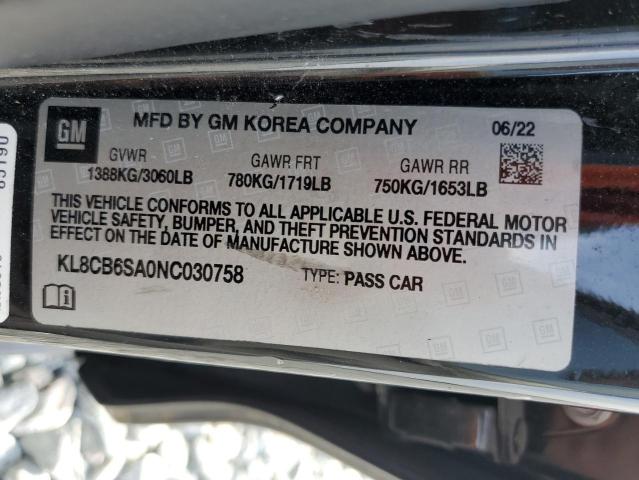 GM
MFD BY GM KOREA COMPANY
06/22
GVWR
1388KG/3060LB
GAWR FRT
780KG/1719LB
GAWR RR
750KG/1653LB
THIS VEHICLE CONFORMS TO ALL APPLICABLE U.S. FEDERAL MOTOR
VEHICLE SAFETY, BUMPER, AND THEFT PREVENTION STANDARDS IN
EFFECT ON THE DATE OF MANUFACTURE SHOWN ABOVE.
KL8CB6SA0NC030758
TYPE: PASS CAR